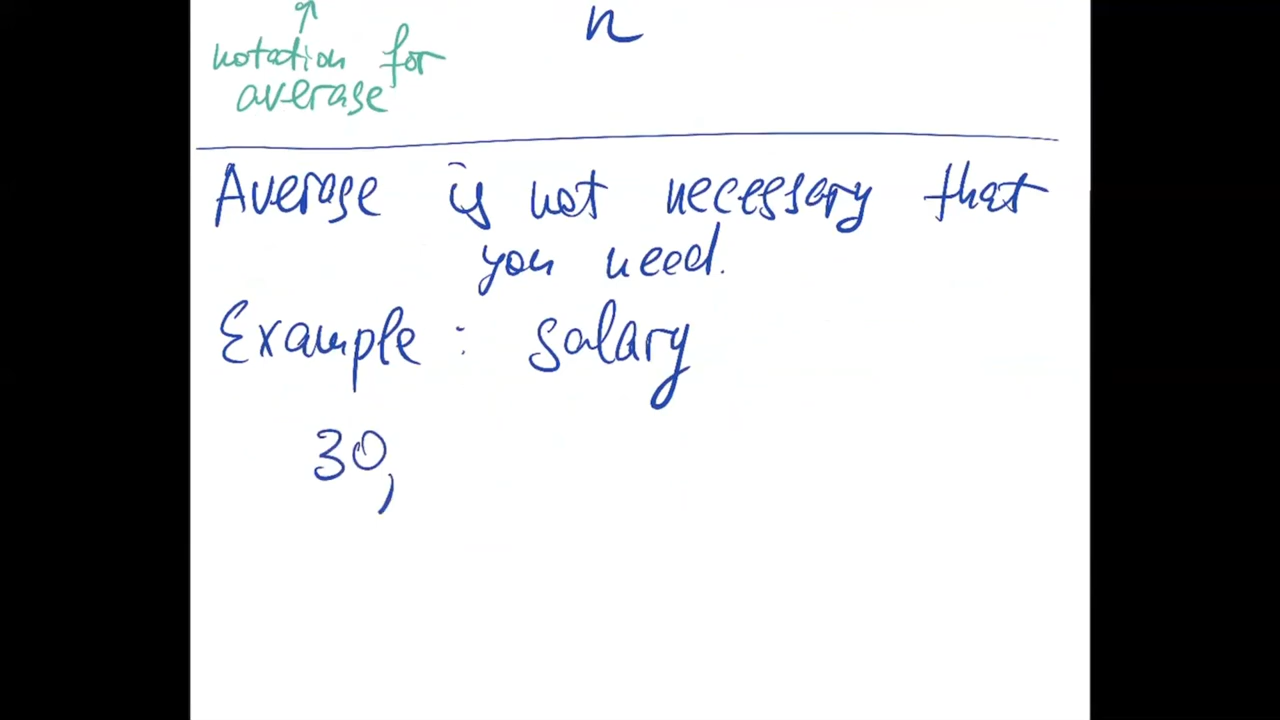 n
notation for
average
Average is not necessary that
you need.
Example: salary
30,